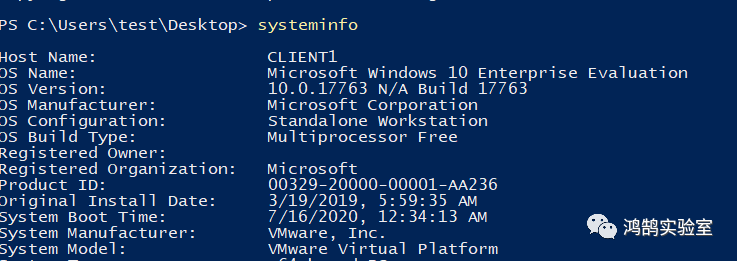 PS C:\Users\test\Desktop> systeminfo
Host Name: CLIENT1
OS Name: Microsoft Windows 10 Enterprise Evaluation
OS Version: 10.0.17763 N/A Build 17763
OS Manufacturer: Microsoft Corporation
OS Configuration: Standalone Workstation
OS Build Type: Multiprocessor Free
Registered Owner:
Registered Organization: Microsoft
Product ID: 00329-20000-00001-AA236
Original Install Date: 3/19/2019, 5:59:35 AM
System Boot Time: 7/16/2020, 12:34:13 AM
System Manufacturer: VMware, Inc.
System Model: VMware Virtual Platform
鸿鹄实验室